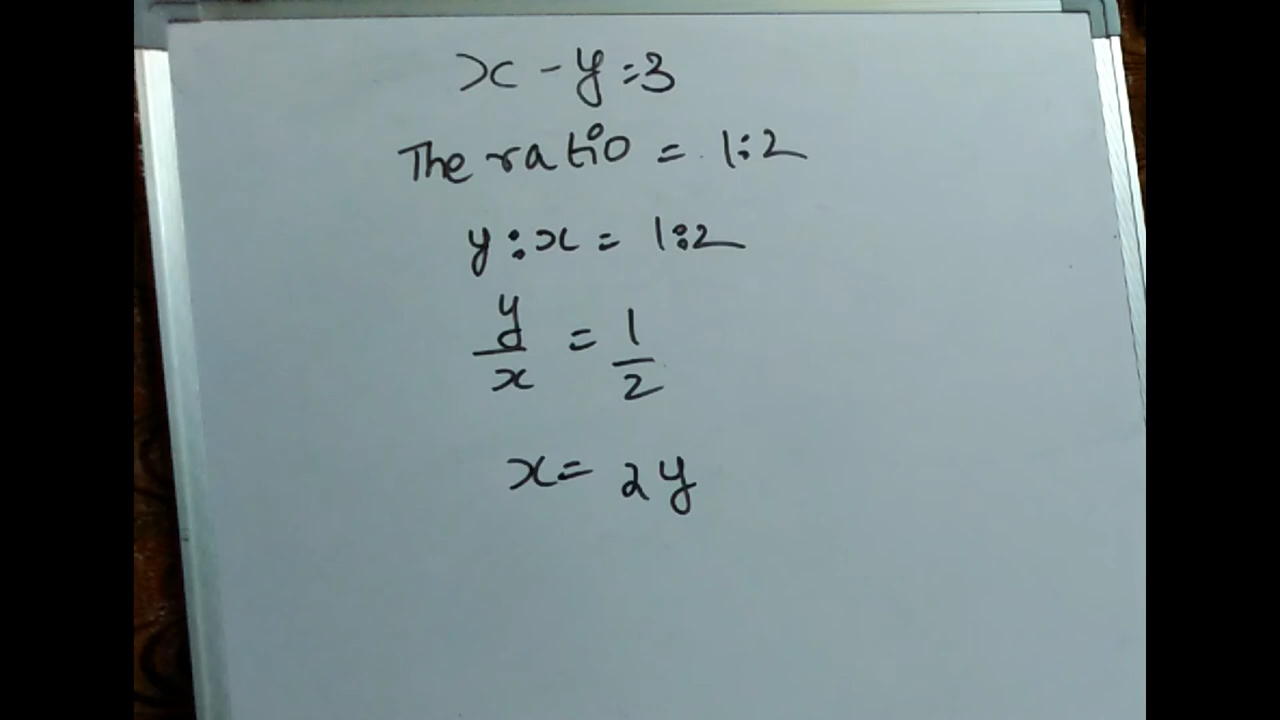 x - y = 3
The ratio = 1:2
y : x = 1:2
y/x = 1/2
x = 2y